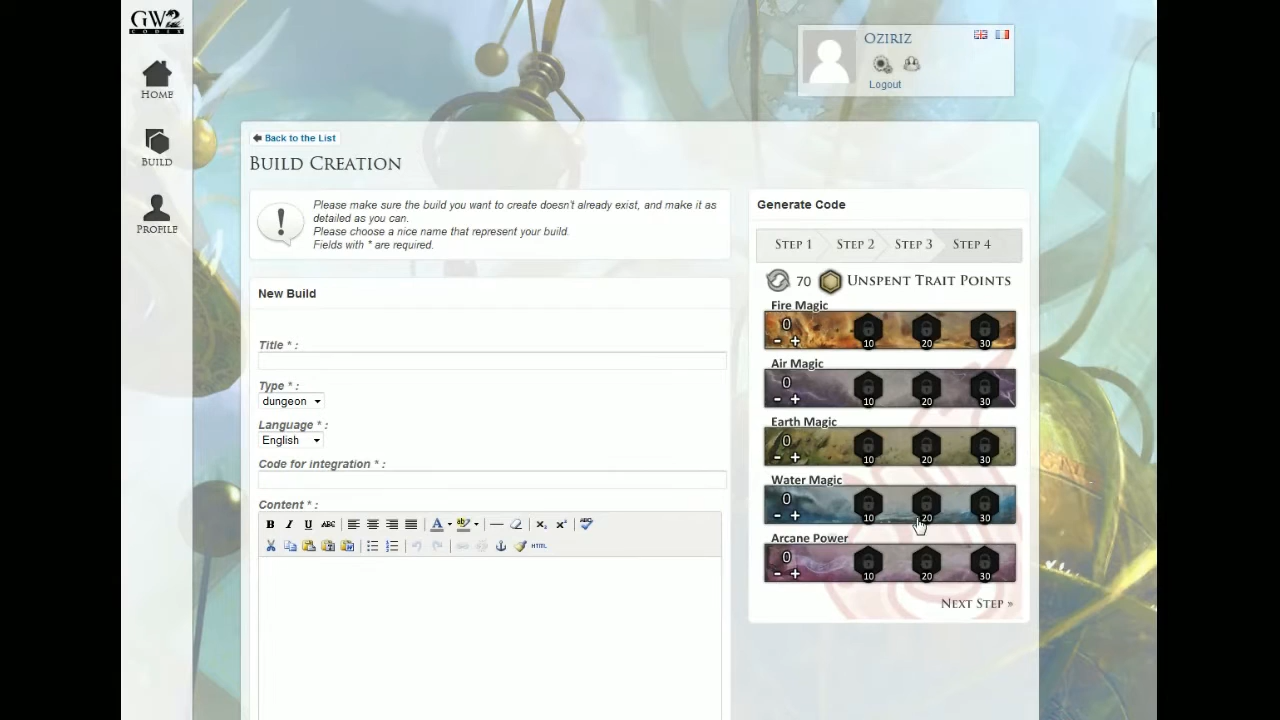 GW2
CODEX
HOME
BUILD
PROFILE
OZIRIZ
Logout
Back to the List
BUILD CREATION
Please make sure the build you want to create doesn't already exist, and make it as
detailed as you can.
Please choose a nice name that represent your build.
Fields with * are required.
New Build
Title * :
Type * :
dungeon
Language * :
English
Code for integration * :
Content * :
B I U ABC A ab x₂ x² ABC
HTML
Generate Code
STEP 1 STEP 2 STEP 3 STEP 4
70 UNSPENT TRAIT POINTS
Fire Magic
0
- + 10 20 30
Air Magic
0
- + 10 20 30
Earth Magic
0
- + 10 20 30
Water Magic
0
- + 10 20 30
Arcane Power
0
- + 10 20 30
NEXT STEP »